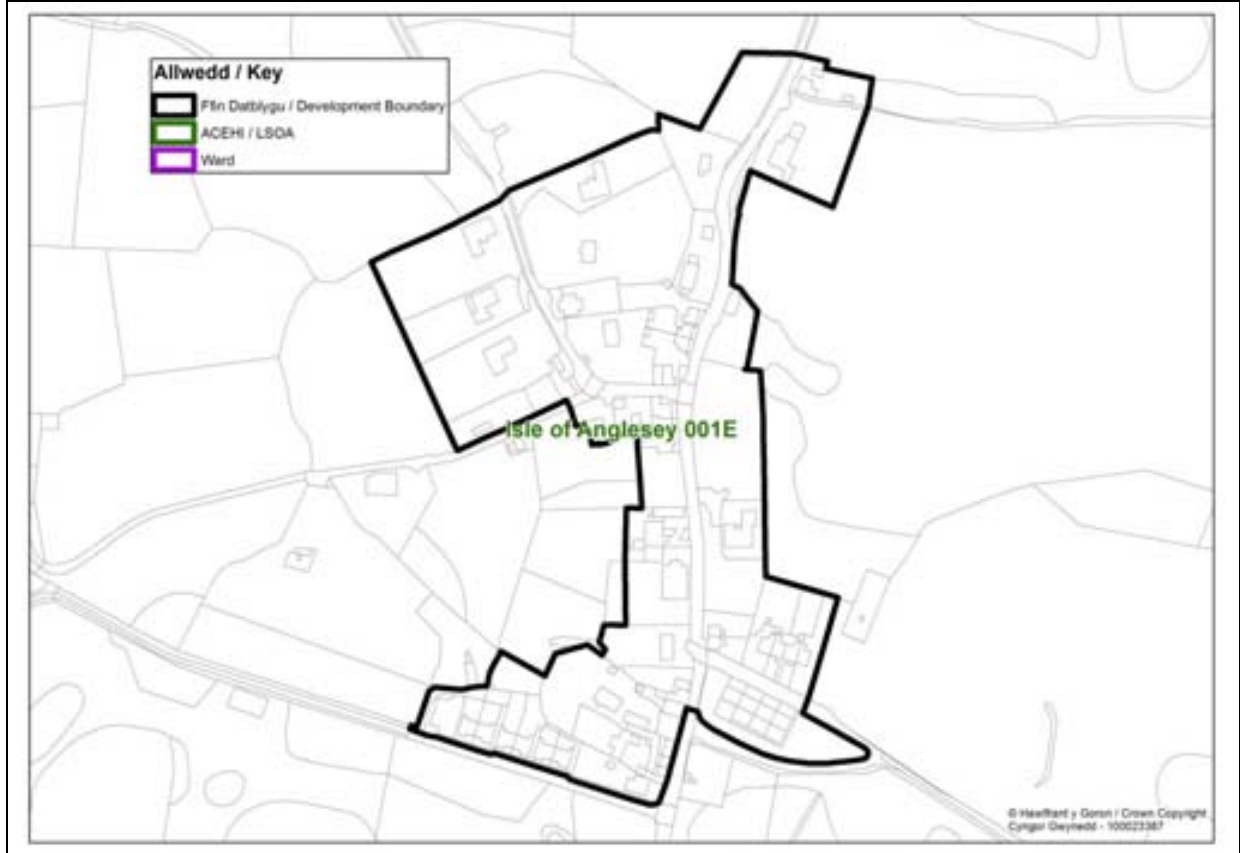 Allwedd / Key
Ffin Datblygu / Development Boundary
ACEHI / LSOA
Ward
Isle of Anglesey 001E
© Hawlfraint y Goron / Crown Copyright
Cyngor Gwynedd - 100023387